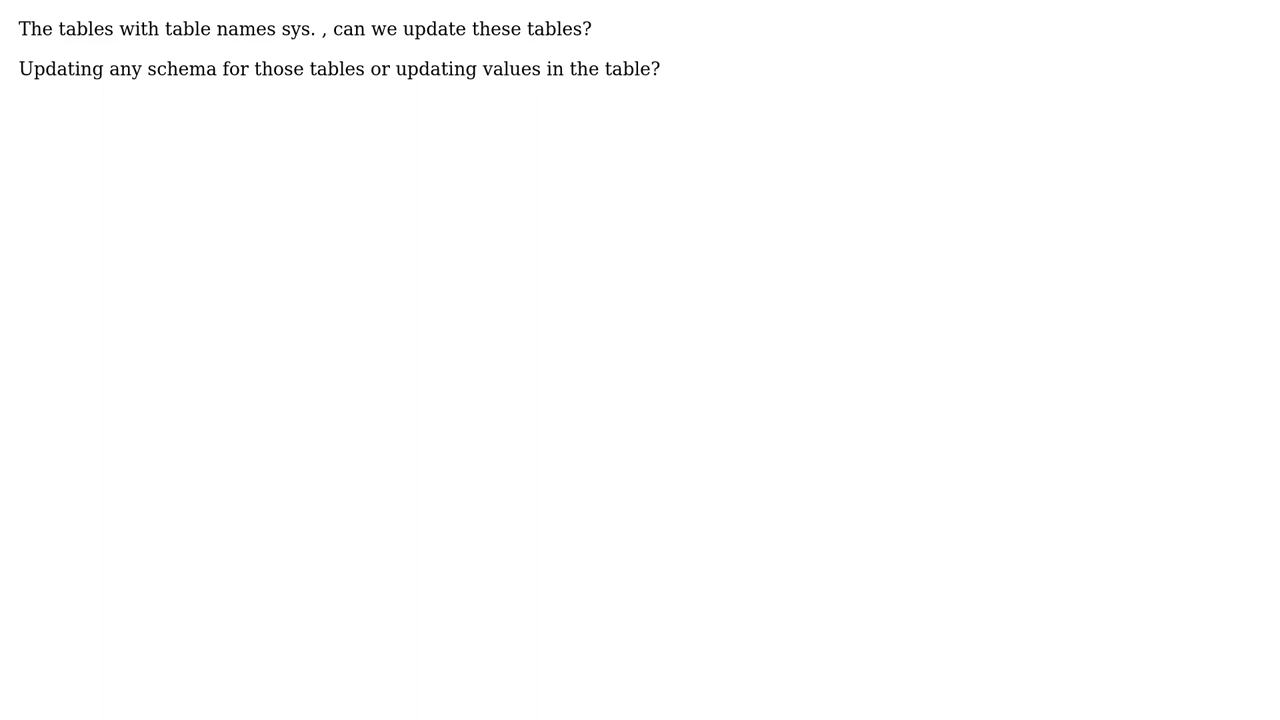 The tables with table names sys. , can we update these tables?
Updating any schema for those tables or updating values in the table?